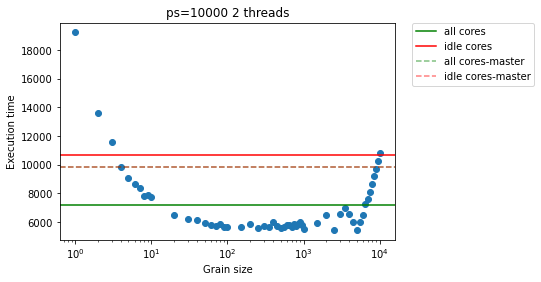 ps=10000 2 threads
all cores
idle cores
all cores-master
idle cores-master
Execution time
18000
16000
14000
12000
10000
8000
6000
10⁰
10¹
10²
10³
10⁴
Grain size